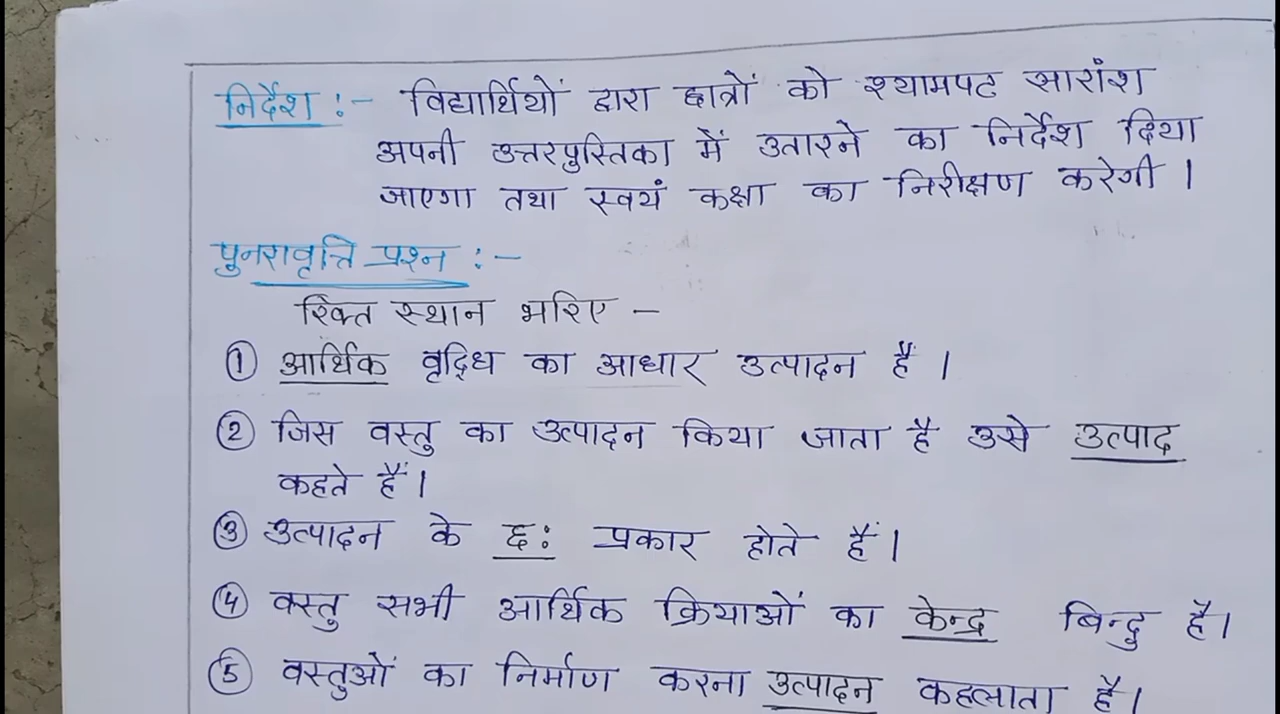 निर्देश :- विद्यार्थियों द्वारा छात्रों को श्यामपट सारांश
अपनी उत्तरपुस्तिका में उतारने का निर्देश दिया
जाएगा तथा स्वयं कक्षा का निरीक्षण करेगी ।
पुनरावृत्ति प्रश्न :-
रिक्त स्थान भरिए -
① आर्थिक वृद्धि का आधार उत्पादन है ।
② जिस वस्तु का उत्पादन किया जाता है उसे उत्पाद
कहते हैं ।
③ उत्पादन के छः प्रकार होते हैं ।
④ वस्तु सभी आर्थिक क्रियाओं का केन्द्र बिन्दु है ।
⑤ वस्तुओं का निर्माण करना उत्पादन कहलाता है ।